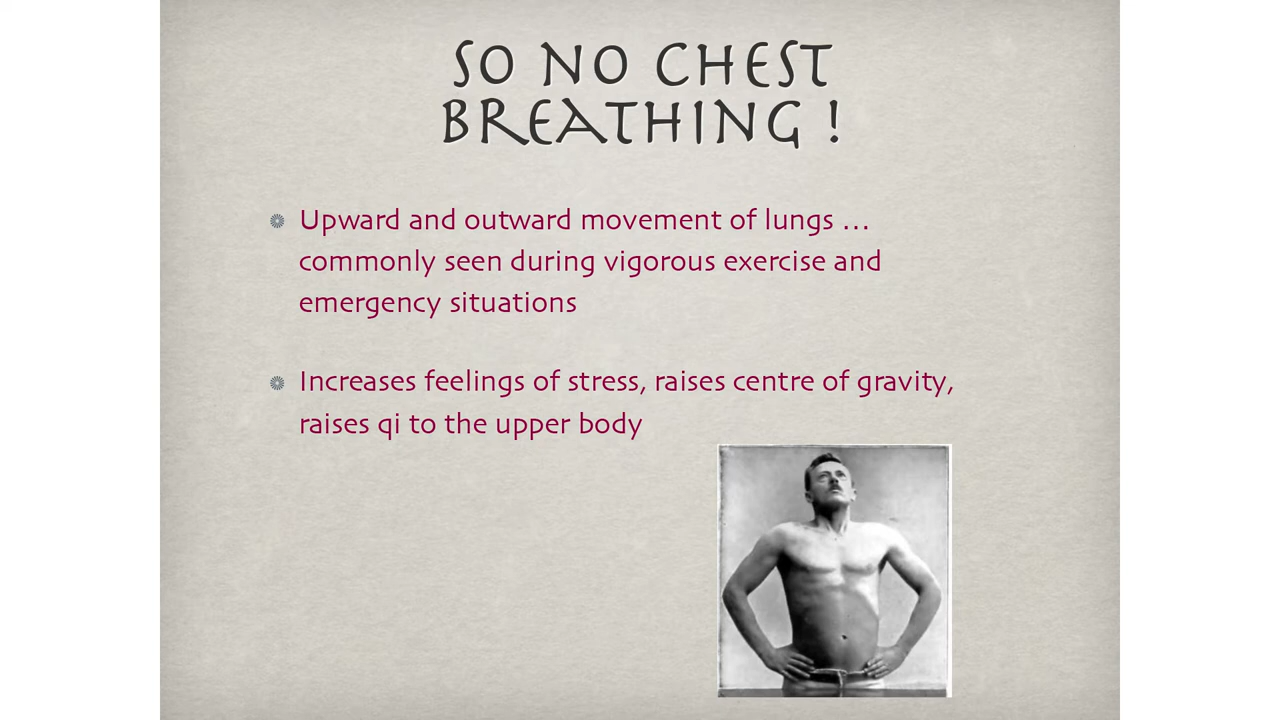 SO NO CHEST
BREATHING !
Upward and outward movement of lungs …
commonly seen during vigorous exercise and
emergency situations
Increases feelings of stress, raises centre of gravity,
raises qi to the upper body